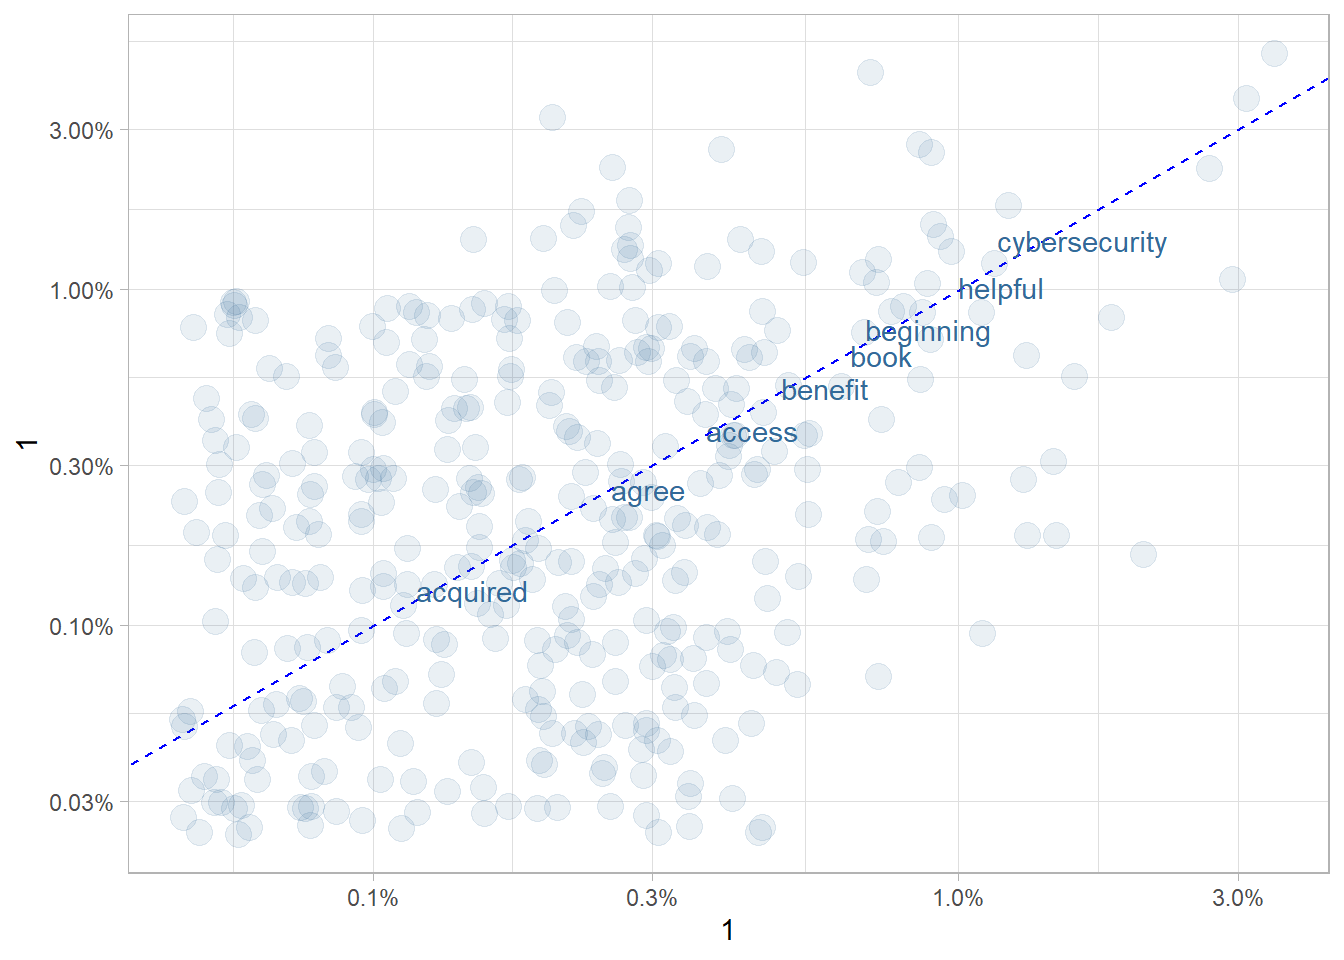 3.00%
cybersecurity
1.00%
helpful
beginning
book
benefit
access
1
0.30%
agree
acquired
0.10%
0.03%
0.1%
0.3%
1.0%
3.0%
1